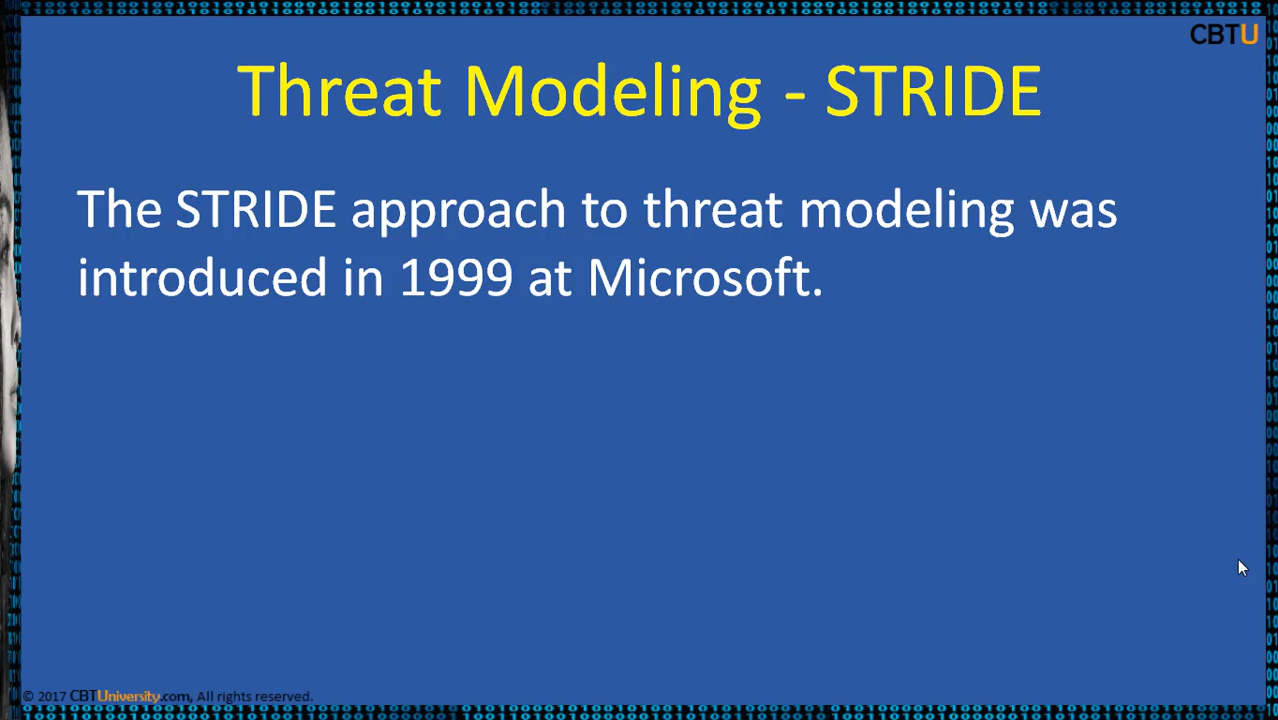 CBTU
Threat Modeling - STRIDE
The STRIDE approach to threat modeling was
introduced in 1999 at Microsoft.
© 2017 CBTUniversity.com, All rights reserved.